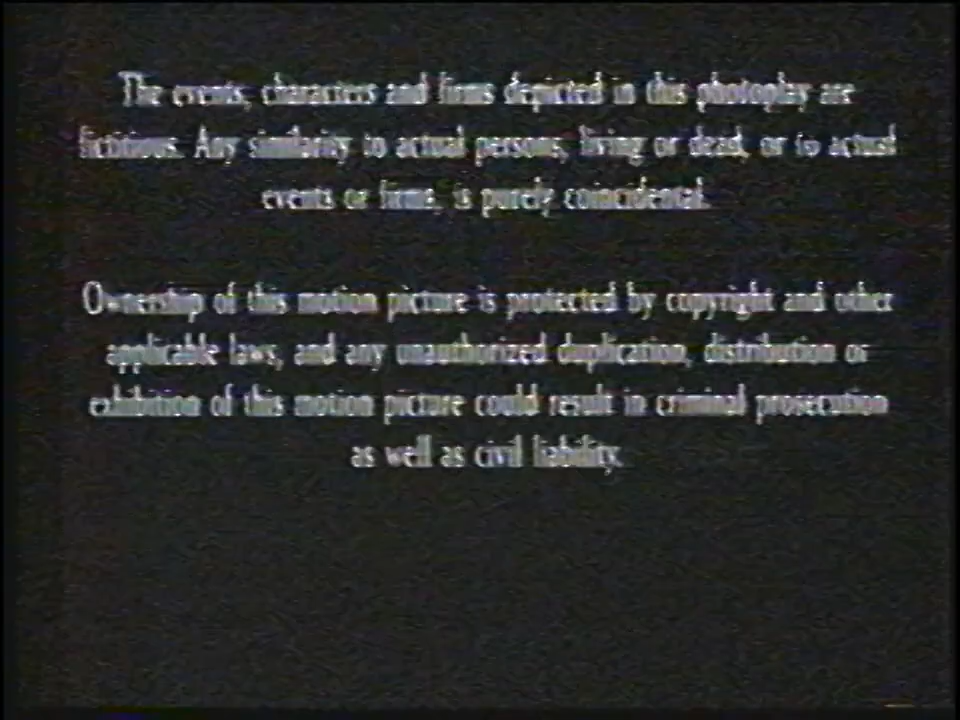 The events, characters and firms depicted in this photoplay are
fictitious. Any similarity to actual persons, living or dead, or to actual
events or firms, is purely coincidental.
Ownership of this motion picture is protected by copyright and other
applicable laws, and any unauthorized duplication, distribution or
exhibition of this motion picture could result in criminal prosecution
as well as civil liability.